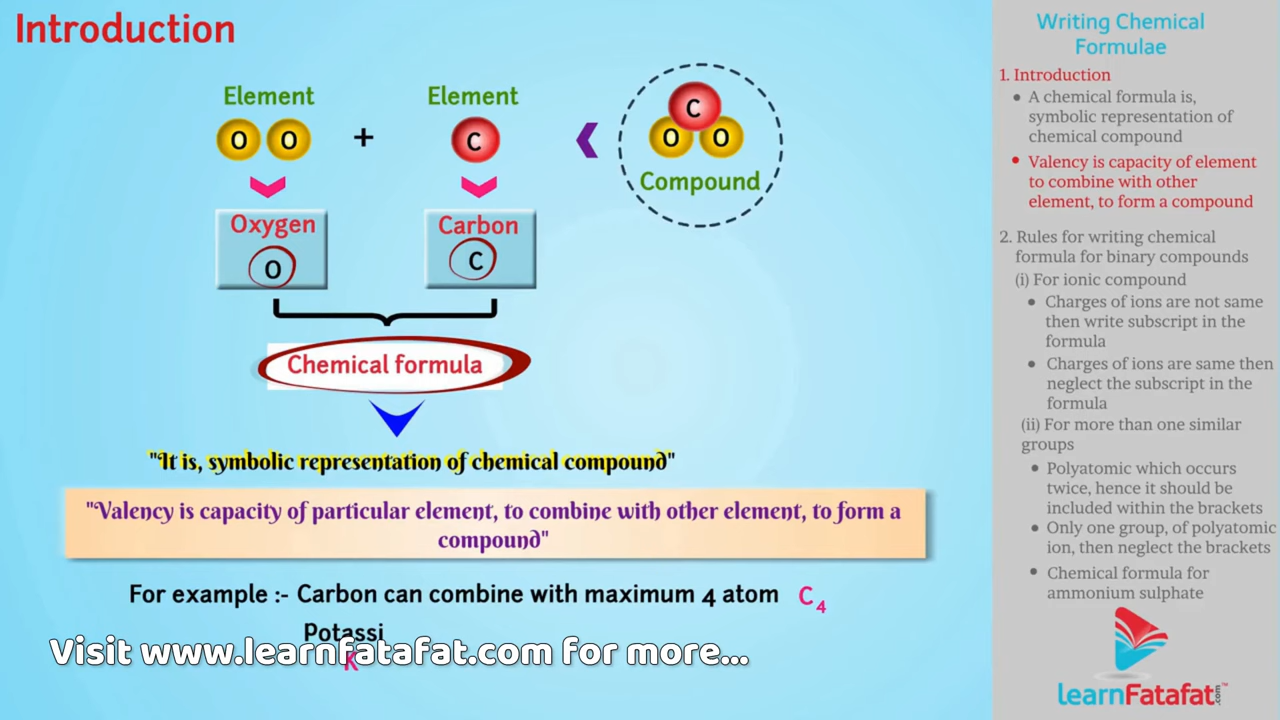 Introduction
Element
Element
O O + C
C
O O
Compound
Oxygen
O
Carbon
C
Chemical formula
"It is, symbolic representation of chemical compound"
"Valency is capacity of particular element, to combine with other element, to form a
compound"
For example :- Carbon can combine with maximum 4 atom C4
Potassi
K
Visit www.learnfatafat.com for more...
Writing Chemical
Formulae
1. Introduction
• A chemical formula is,
symbolic representation of
chemical compound
• Valency is capacity of element
to combine with other
element, to form a compound
2. Rules for writing chemical
formula for binary compounds
(i) For ionic compound
• Charges of ions are not same
then write subscript in the
formula
• Charges of ions are same then
neglect the subscript in the
formula
(ii) For more than one similar
groups
• Polyatomic which occurs
twice, hence it should be
included within the brackets
• Only one group, of polyatomic
ion, then neglect the brackets
• Chemical formula for
ammonium sulphate
learnFatafat.com™